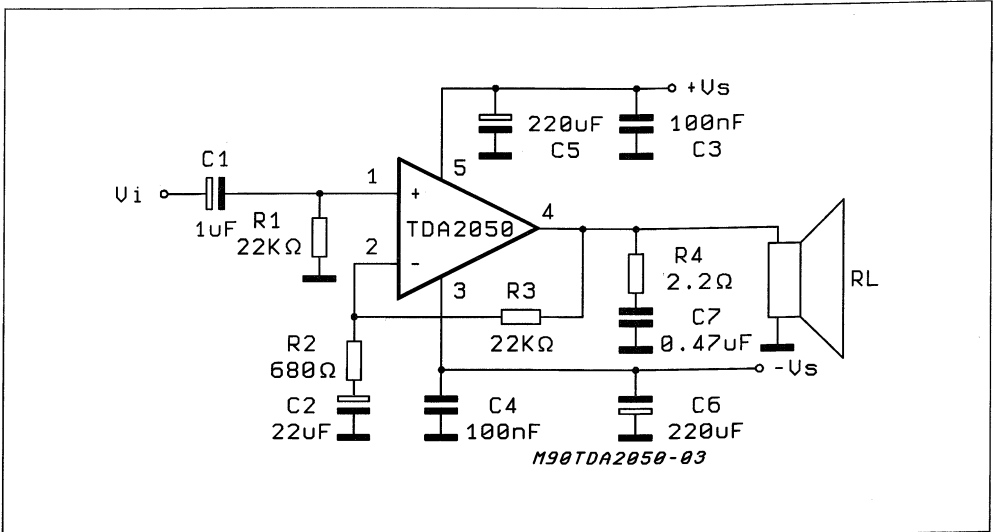 +Vs
220uF
C5
100nF
C3
C1
Vi
1uF
R1
22KΩ
1
2
+
-
TDA2050
5
4
3
R3
22KΩ
R4
2.2Ω
C7
0.47uF
RL
R2
680Ω
C2
22uF
C4
100nF
-Vs
C6
220uF
M90TDA2050-03